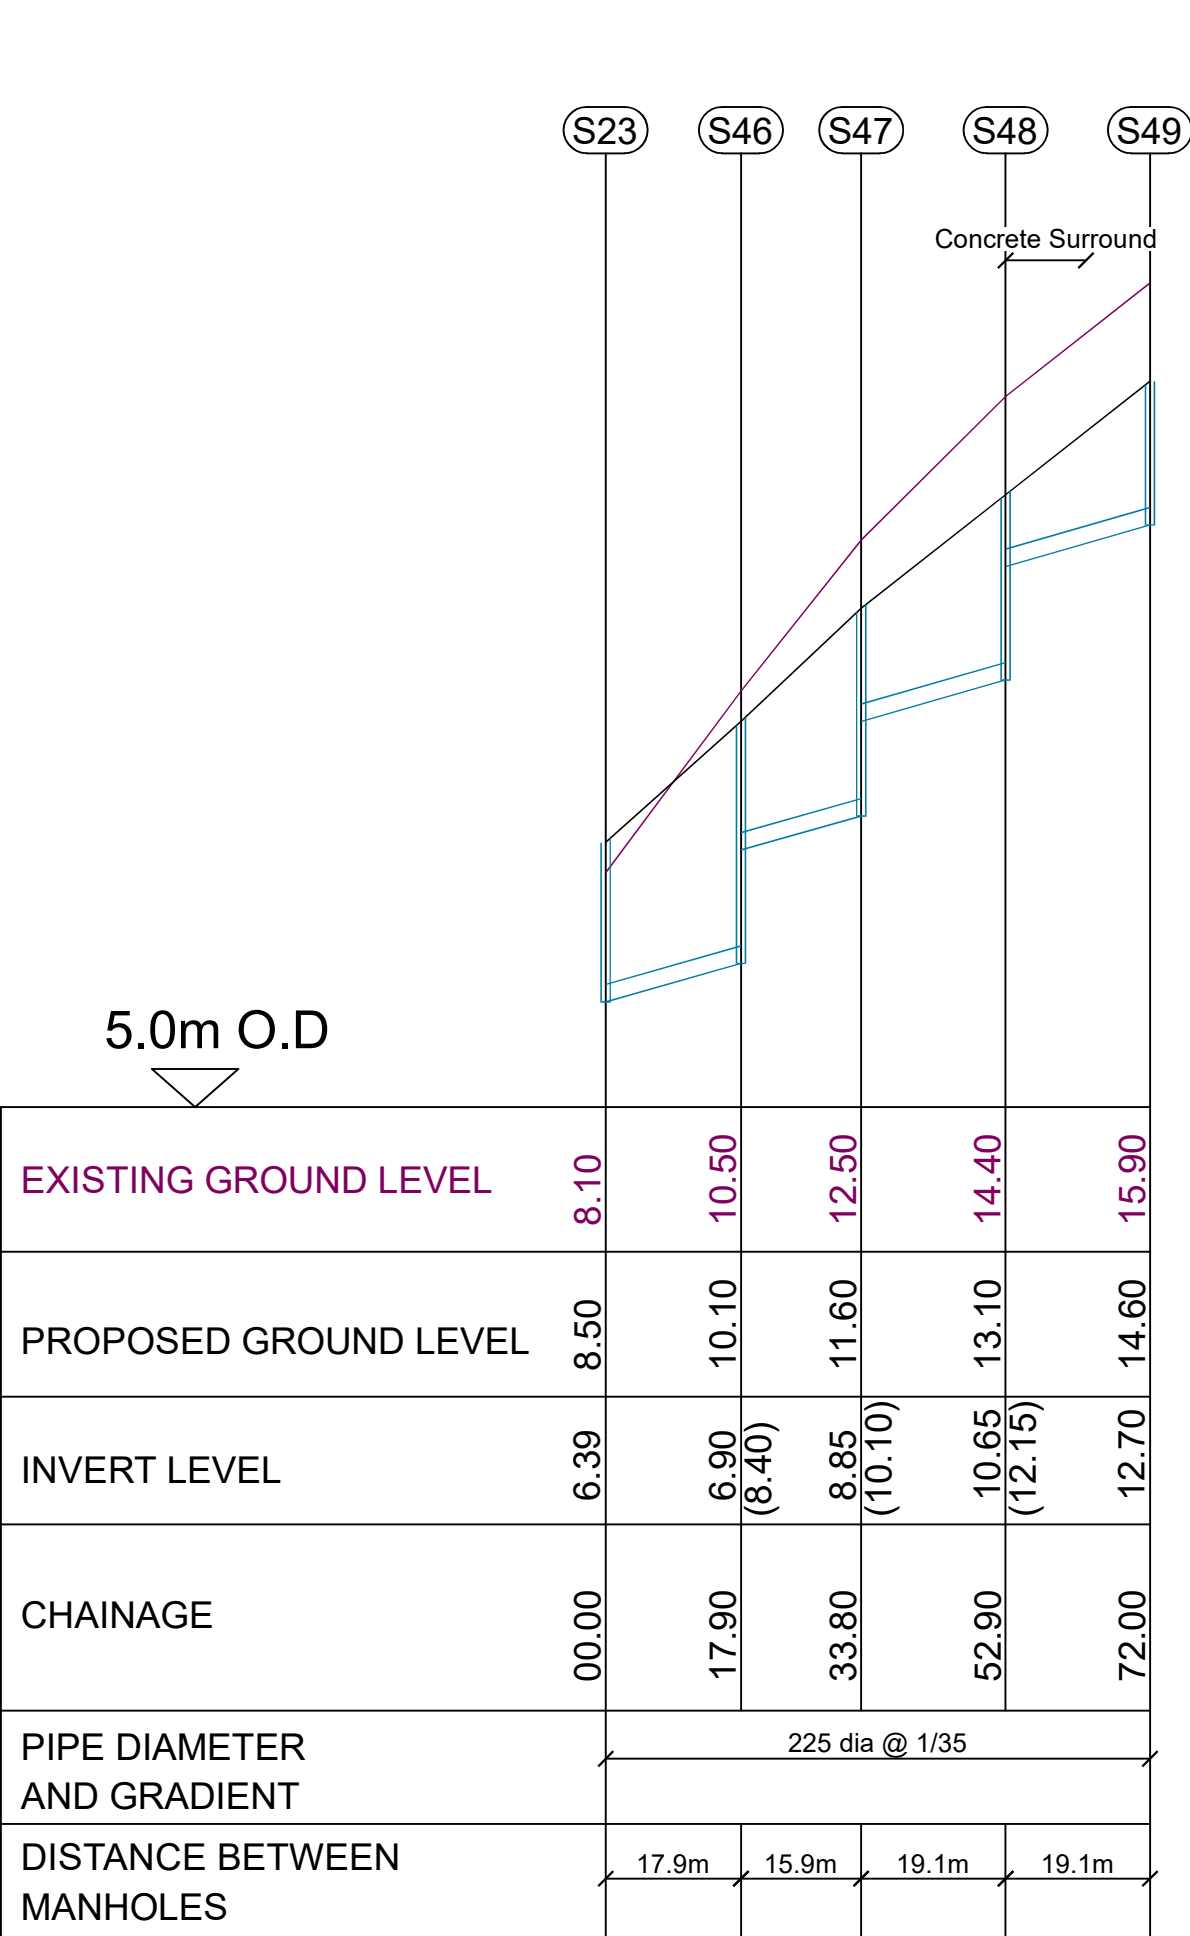 S23 S46 S47 S48 S49
Concrete Surround
5.0m O.D
EXISTING GROUND LEVEL 8.10 10.50 12.50 14.40 15.90
PROPOSED GROUND LEVEL 8.50 10.10 11.60 13.10 14.60
INVERT LEVEL 6.39 6.90 (8.40) 8.85 (10.10) 10.65 (12.15) 12.70
CHAINAGE 00.00 17.90 33.80 52.90 72.00
PIPE DIAMETER
AND GRADIENT
225 dia @ 1/35
DISTANCE BETWEEN
MANHOLES
17.9m 15.9m 19.1m 19.1m